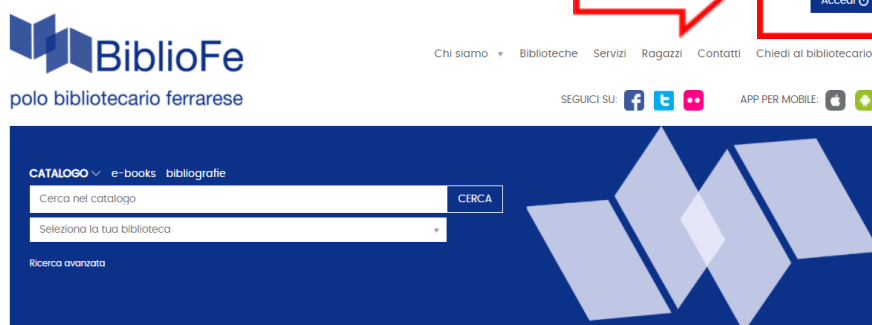 Accedi
BiblioFe
polo bibliotecario ferrarese
Chi siamo Biblioteche Servizi Ragazzi Contatti Chiedi al bibliotecario
SEGUICI SU: APP PER MOBILE:
CATALOGO e-books bibliografie
Cerca nel catalogo CERCA
Seleziona la tua biblioteca
Ricerca avanzata